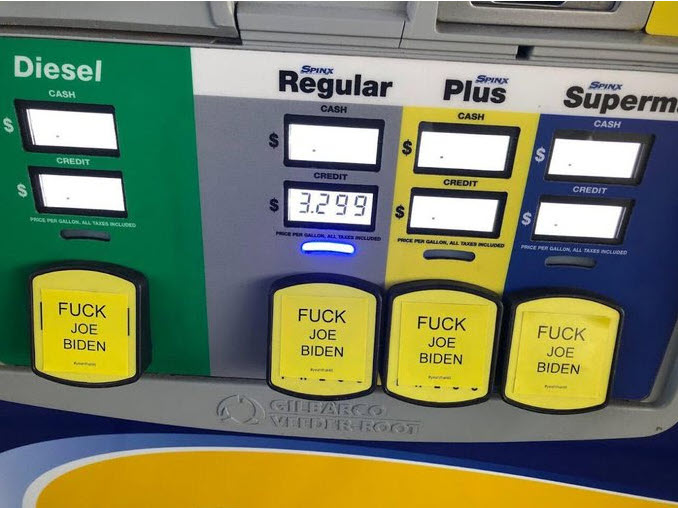 Diesel
CASH
$
CREDIT
$
PRICE PER GALLON, ALL TAXES INCLUDED
SPINX
Regular
CASH
$
CREDIT
$ 3.299
PRICE PER GALLON, ALL TAXES INCLUDED
SPINX
Plus
CASH
$
CREDIT
$
PRICE PER GALLON, ALL TAXES INCLUDED
SPINX
Superm
CASH
$
CREDIT
$
PRICE PER GALLON, ALL TAXES INCLUDED
FUCK
JOE
BIDEN
FUCK
JOE
BIDEN
FUCK
JOE
BIDEN
FUCK
JOE
BIDEN
GILBARCO
VEEDER-ROOT